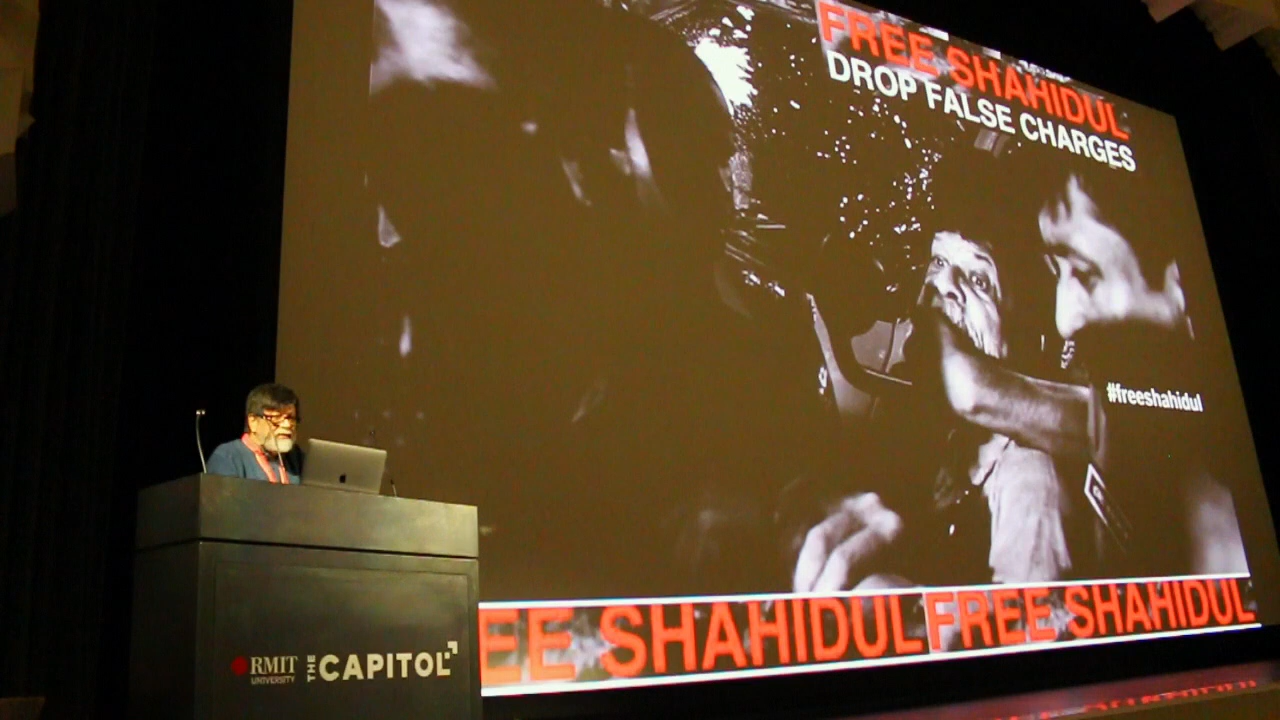 FREE SHAHIDUL
DROP FALSE CHARGES
#freeshahidul
EE SHAHIDUL FREE SHAHIDUL
RMIT
UNIVERSITY
THE CAPITOL